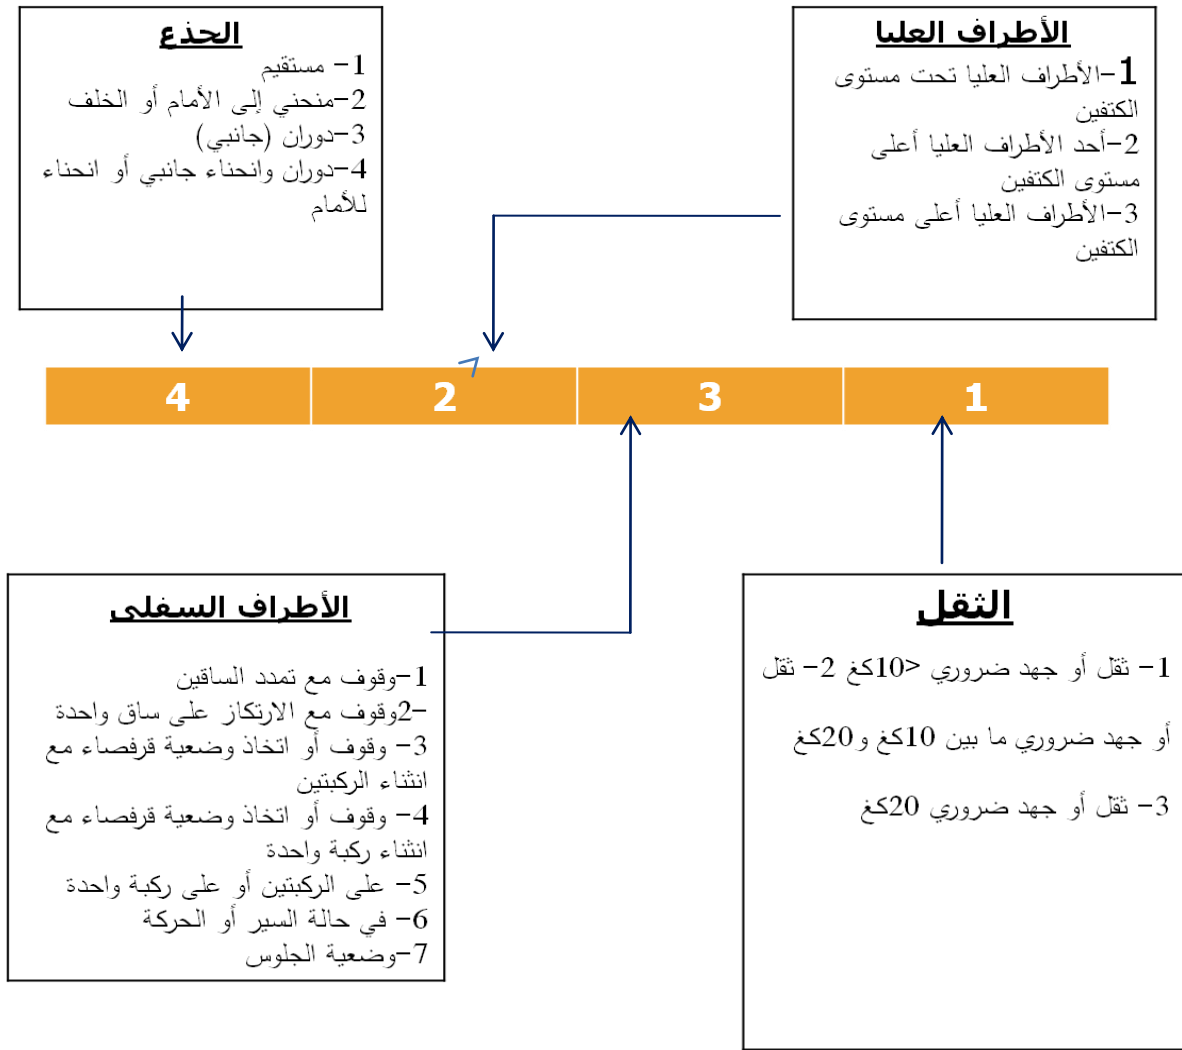 الجذع
1- مستقيم
2-منحني إلى الأمام أو الخلف
3-دوران (جانبي)
4-دوران وانحناء جانبي أو انحناء
للأمام
الأطراف العليا
1-الأطراف العليا تحت مستوى
الكتفين
2-أحد الأطراف العليا أعلى
مستوى الكتفين
3-الأطراف العليا أعلى مستوى
الكتفين
4 2 3 1
الأطراف السفلى
1-وقوف مع تمدد الساقين
-2وقوف مع الارتكاز على ساق واحدة
3- وقوف أو اتخاذ وضعية قرفصاء مع
انثناء الركبتين
4- وقوف أو اتخاذ وضعية قرفصاء مع
انثناء ركبة واحدة
5- على الركبتين أو على ركبة واحدة
6- في حالة السير أو الحركة
7-وضعية الجلوس
الثقل
1- ثقل أو جهد ضروري <10كغ 2- ثقل
أو جهد ضروري ما بين 10كغ و20كغ
3- ثقل أو جهد ضروري 20كغ